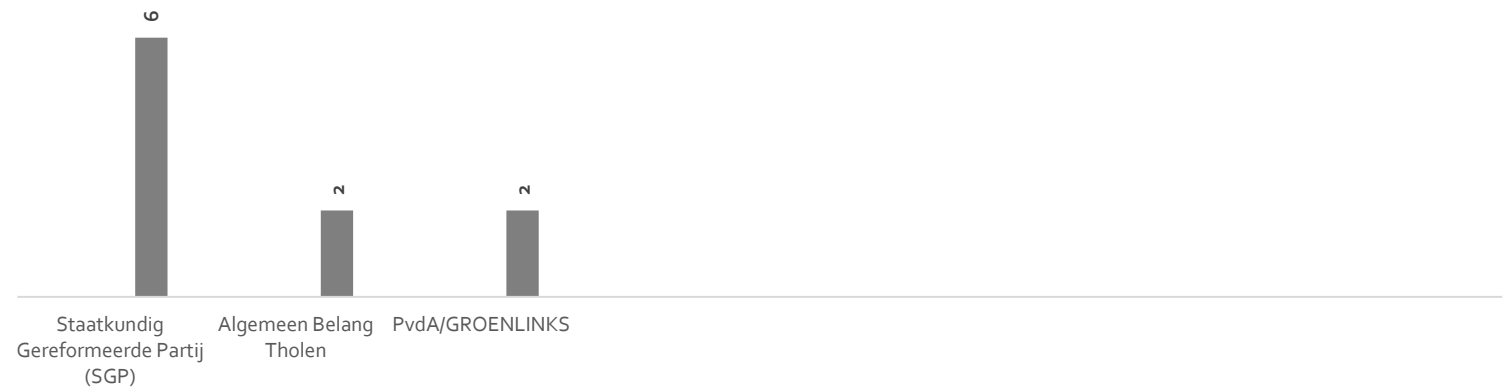 6
2
2
Staatkundig
Gereformeerde Partij
(SGP)
Algemeen Belang
Tholen
PvdA/GROENLINKS